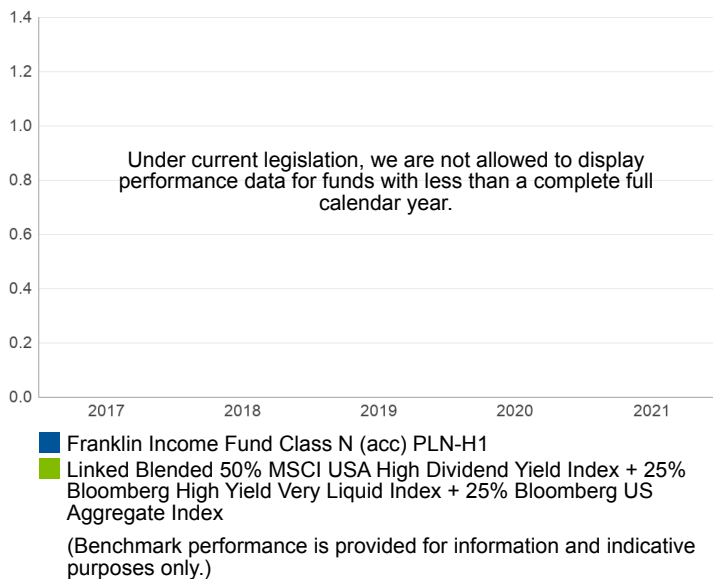 1.4
1.2
1.0
Under current legislation, we are not allowed to display
performance data for funds with less than a complete full
calendar year.
0.8
0.6
0.4
0.2
0.0
2017 2018 2019 2020 2021
Franklin Income Fund Class N (acc) PLN-H1
Linked Blended 50% MSCI USA High Dividend Yield Index + 25%
Bloomberg High Yield Very Liquid Index + 25% Bloomberg US
Aggregate Index
(Benchmark performance is provided for information and indicative
purposes only.)